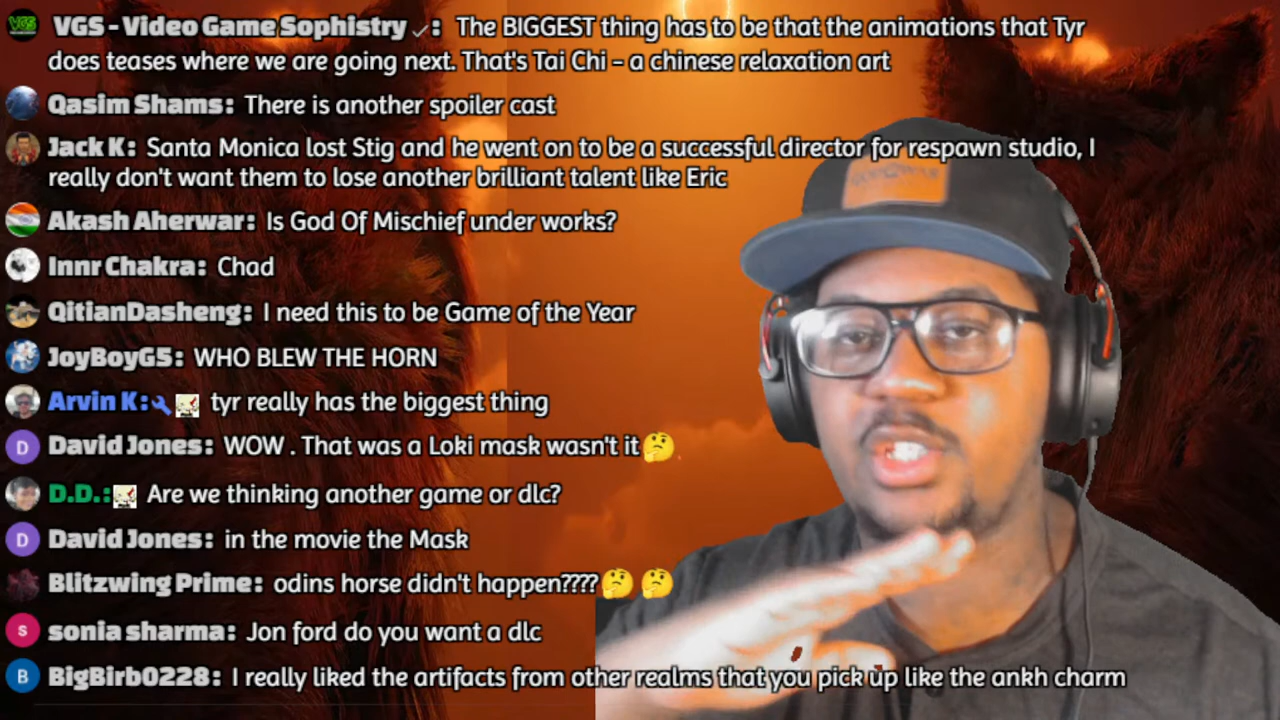 VGS - Video Game Sophistry ✓: The BIGGEST thing has to be that the animations that Tyr
does teases where we are going next. That's Tai Chi - a chinese relaxation art
Qasim Shams: There is another spoiler cast
Jack K: Santa Monica lost Stig and he went on to be a successful director for respawn studio, I
really don't want them to lose another brilliant talent like Eric
Akash Aherwar: Is God Of Mischief under works?
Innr Chakra: Chad
QitianDasheng: I need this to be Game of the Year
JoyBoyG5: WHO BLEW THE HORN
Arvin K: tyr really has the biggest thing
D David Jones: WOW . That was a Loki mask wasn't it🤔
D.D.: Are we thinking another game or dlc?
D David Jones: in the movie the Mask
Blitzwing Prime: odins horse didn't happen????🤔🤔
S sonia sharma: Jon ford do you want a dlc
B BigBirb0228: I really liked the artifacts from other realms that you pick up like the ankh charm